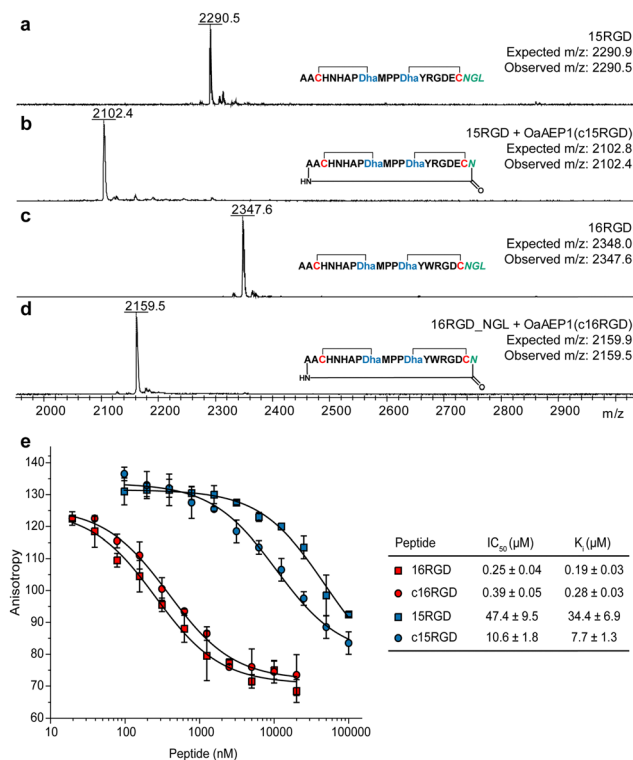 a
2290.5
15RGD
Expected m/z: 2290.9
Observed m/z: 2290.5
AACHNHAPDhaMPPDhaYRGDECNGL
b
2102.4
15RGD + OaAEP1(c15RGD)
Expected m/z: 2102.8
Observed m/z: 2102.4
AACHNHAPDhaMPPDhaYRGDECN
HN
O
c
2347.6
16RGD
Expected m/z: 2348.0
Observed m/z: 2347.6
AACHNHAPDhaMPPDhaYWRGDCNGL
d
2159.5
16RGD_NGL + OaAEP1(c16RGD)
Expected m/z: 2159.9
Observed m/z: 2159.5
AACHNHAPDhaMPPDhaYWRGDCN
HN
O
2000 2100 2200 2300 2400 2500 2600 2700 2800 2900 m/z
e
140
130
120
110
100
90
80
70
60
Anisotropy
10 100 1000 10000 100000
Peptide (nM)
Peptide IC50 (µM) Ki (µM)
16RGD 0.25 ± 0.04 0.19 ± 0.03
c16RGD 0.39 ± 0.05 0.28 ± 0.03
15RGD 47.4 ± 9.5 34.4 ± 6.9
c15RGD 10.6 ± 1.8 7.7 ± 1.3